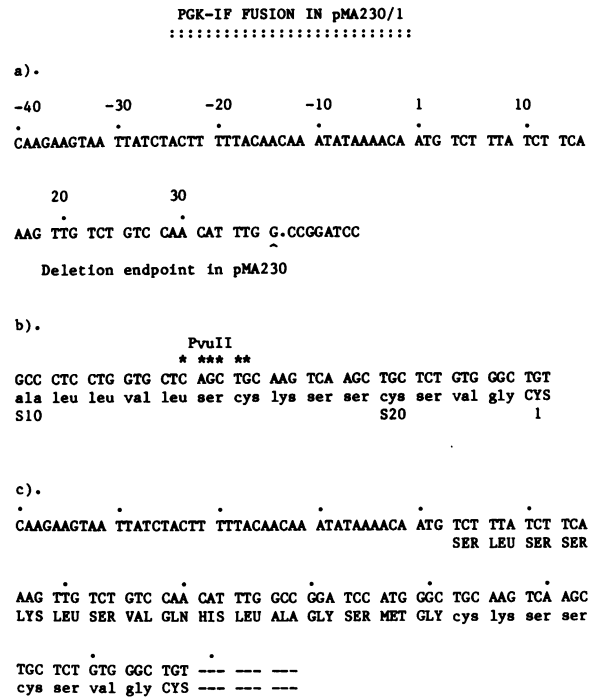 PGK-IF FUSION IN pMA230/1
::::::::::::::::::::::::::
a).
-40 -30 -20 -10 1 10
CAAGAAGTAA TTATCTACTT TTTACAACAA ATATAAAACA ATG TCT TTA TCT TCA
20 30
AAG TTG TCT GTC CAA CAT TTG G.CCGGATCC
^
Deletion endpoint in pMA230
b).
PvuII
* *** **
GCC CTC CTG GTG CTC AGC TGC AAG TCA AGC TGC TCT GTG GGC TGT
ala leu leu val leu ser cys lys ser ser cys ser val gly CYS
S10 S20 1
c).
CAAGAAGTAA TTATCTACTT TTTACAACAA ATATAAAACA ATG TCT TTA TCT TCA
SER LEU SER SER
AAG TTG TCT GTC CAA CAT TTG GCC GGA TCC ATG GGC TGC AAG TCA AGC
LYS LEU SER VAL GLN HIS LEU ALA GLY SER MET GLY cys lys ser ser
TGC TCT GTG GGC TGT --- --- ---
cys ser val gly CYS --- --- ---